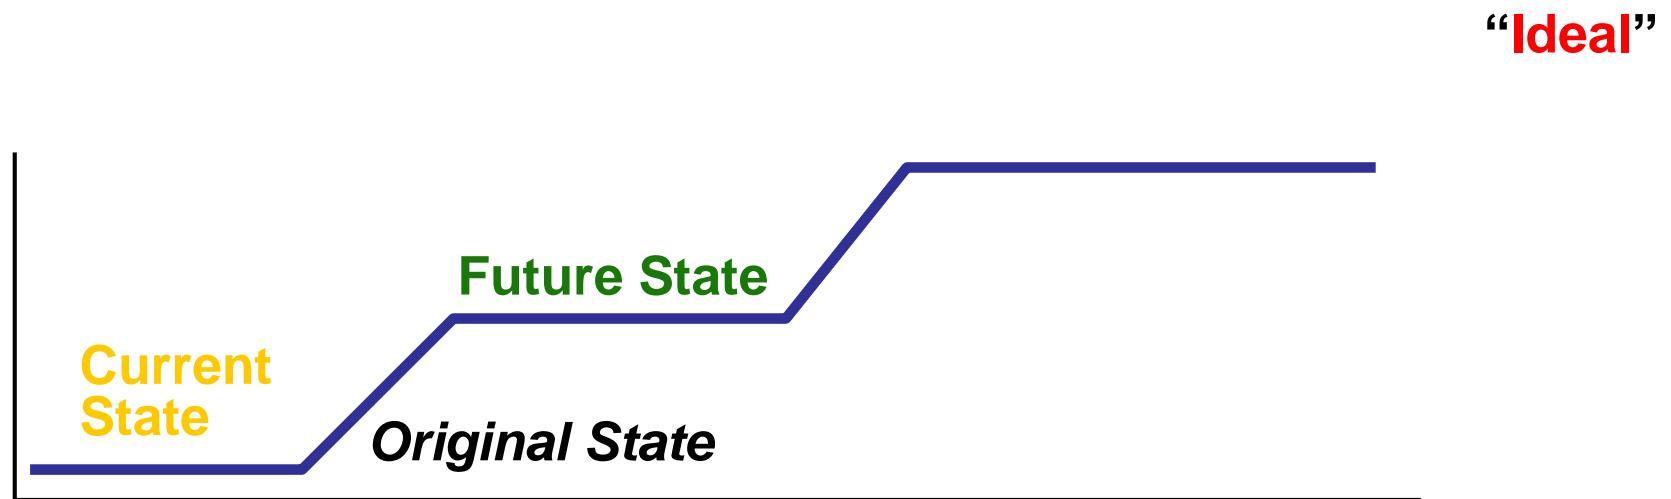 “Ideal”
Future State
Current
State
Original State